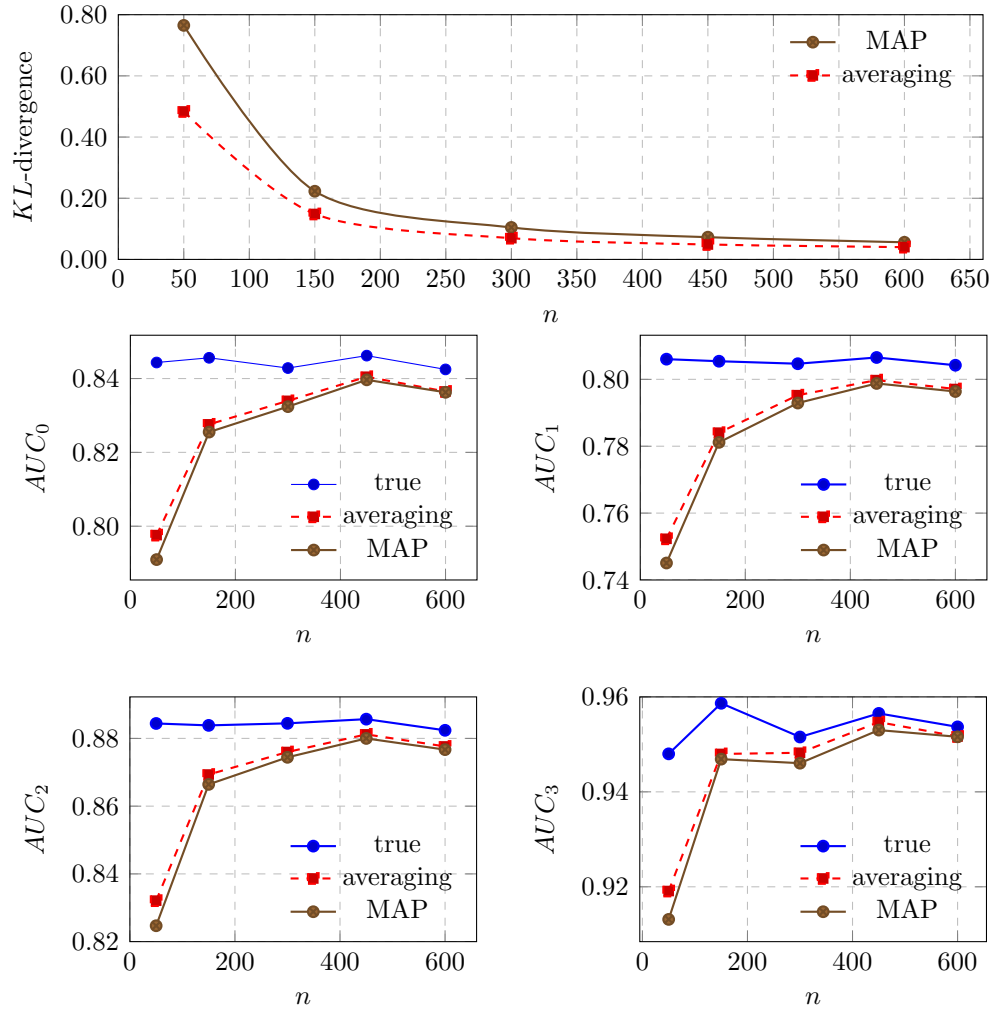 0.80
0.60
0.40
0.20
0.00
KL-divergence
MAP
averaging
0 50 100 150 200 250 300 350 400 450 500 550 600 650
n
0.84
0.82
0.80
AUC0
true
averaging
MAP
0 200 400 600
n
0.80
0.78
0.76
0.74
AUC1
true
averaging
MAP
0 200 400 600
n
0.88
0.86
0.84
0.82
AUC2
true
averaging
MAP
0 200 400 600
n
0.96
0.94
0.92
AUC3
true
averaging
MAP
0 200 400 600
n